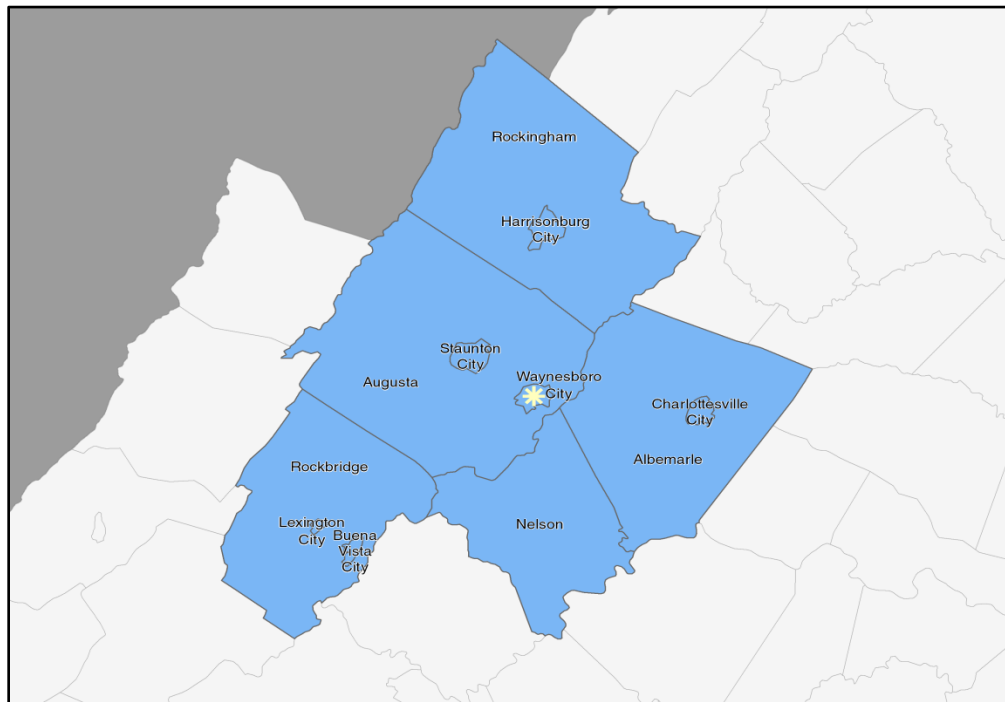 Rockingham
Harrisonburg
City
Staunton
City
Waynesboro
City
Augusta
Charlottesville
City
Albemarle
Rockbridge
Nelson
Lexington
City
Buena
Vista
City